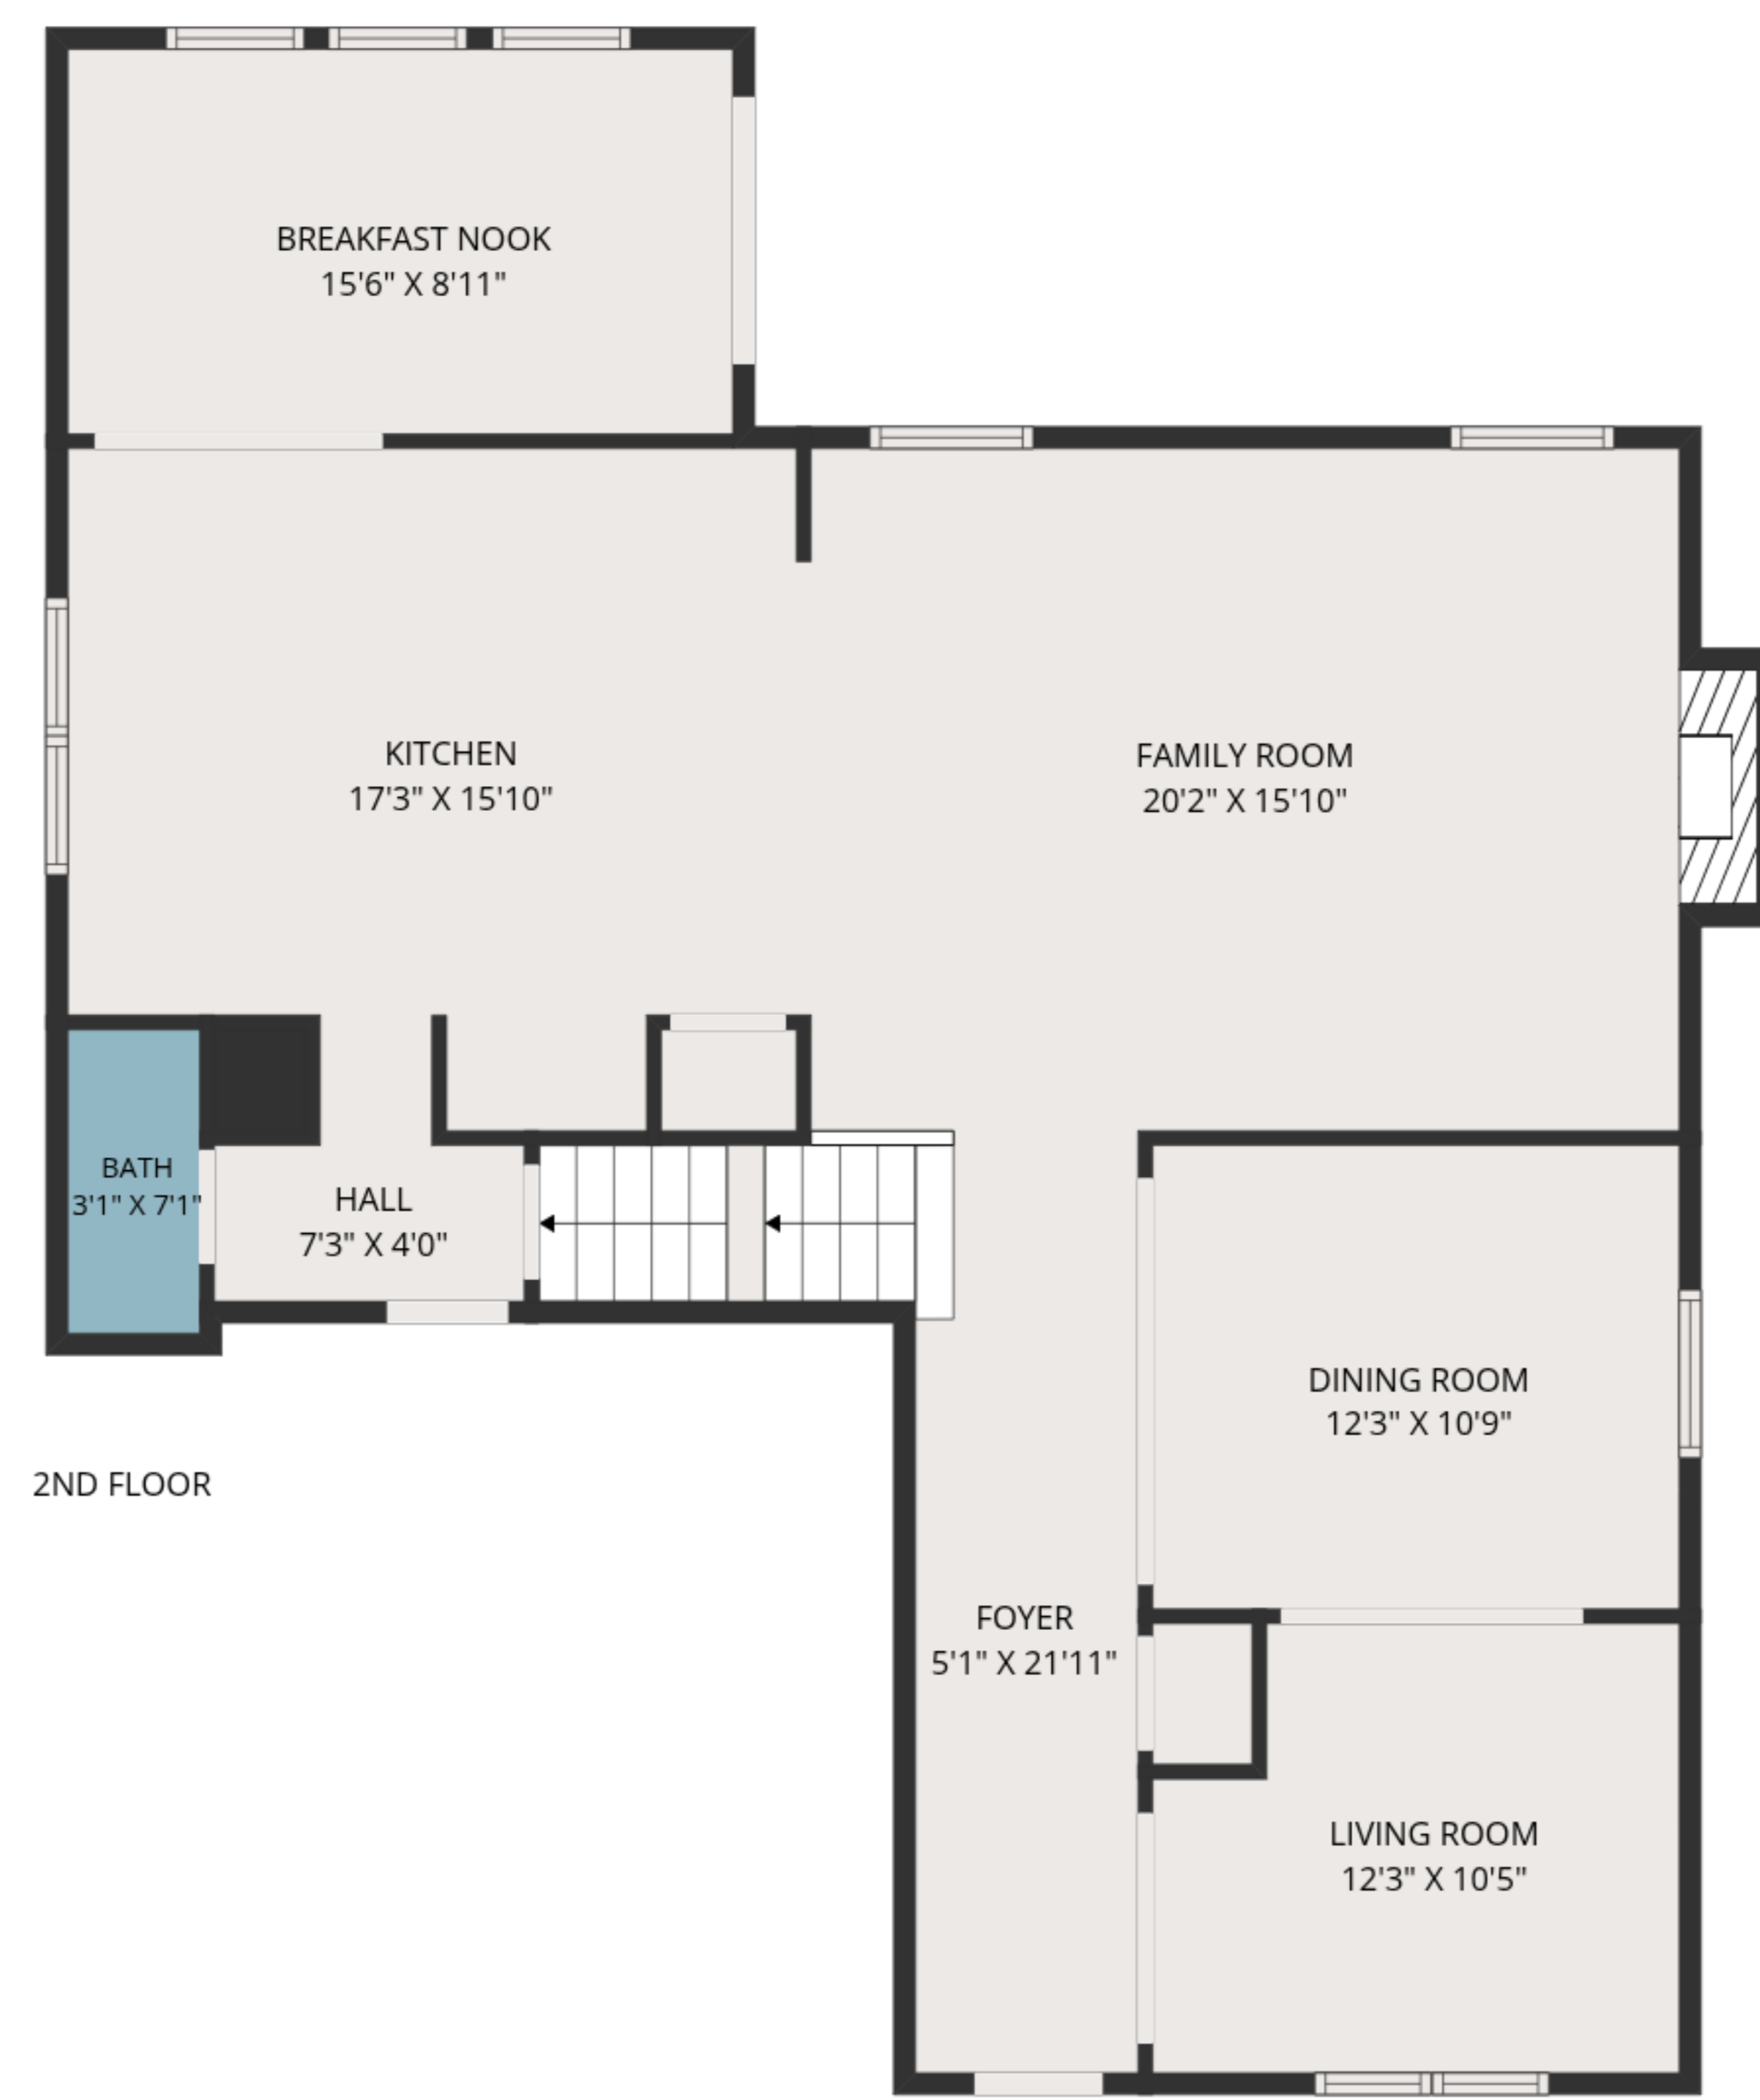 BREAKFAST NOOK
15'6" X 8'11"
KITCHEN
17'3" X 15'10"
FAMILY ROOM
20'2" X 15'10"
BATH
3'1" X 7'1"
HALL
7'3" X 4'0"
DINING ROOM
12'3" X 10'9"
2ND FLOOR
FOYER
5'1" X 21'11"
LIVING ROOM
12'3" X 10'5"